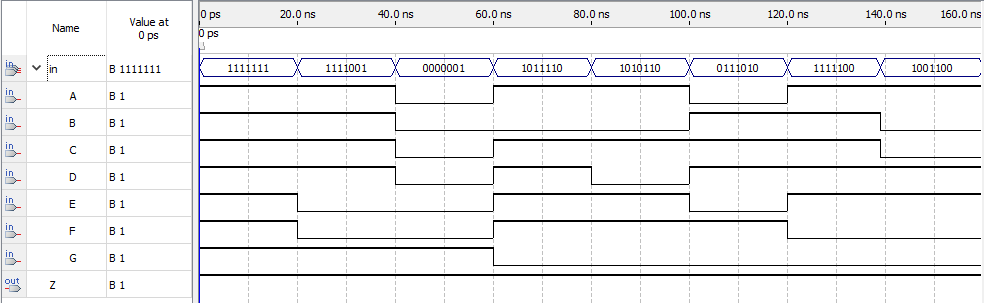 Name Value at 0 ps 0 ps 20.0 ns 40.0 ns 60.0 ns 80.0 ns 100.0 ns 120.0 ns 140.0 ns 160.0 ns
0 ps
in in B 1111111 1111111 1111001 0000001 1011110 1010110 0111010 1111100 1001100
in A B 1
in B B 1
in C B 1
in D B 1
in E B 1
in F B 1
in G B 1
out Z B 1